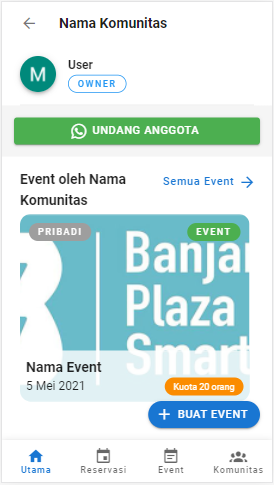 Nama Komunitas
M
User
OWNER
UNDANG ANGGOTA
Event oleh Nama
Komunitas
Semua Event
PRIBADI
EVENT
Banjar
Plaza
Smart
Nama Event
5 Mei 2021
Kuota 20 orang
BUAT EVENT
Utama
Reservasi
Event
Komunitas